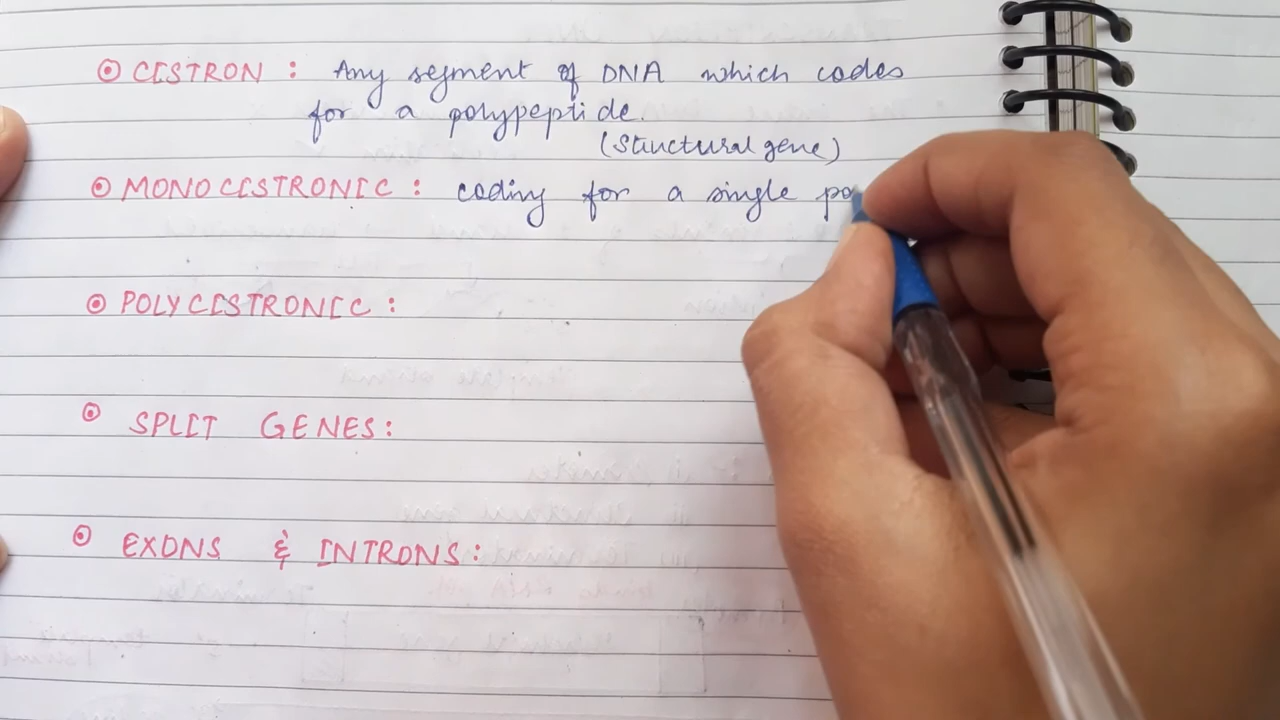 CISTRON : Any segment of DNA which codes
for a polypeptide.
(Structural gene)
MONOCISTRONIC : coding for a single po
POLYCISTRONIC :
SPLIT GENES:
EXONS & INTRONS: